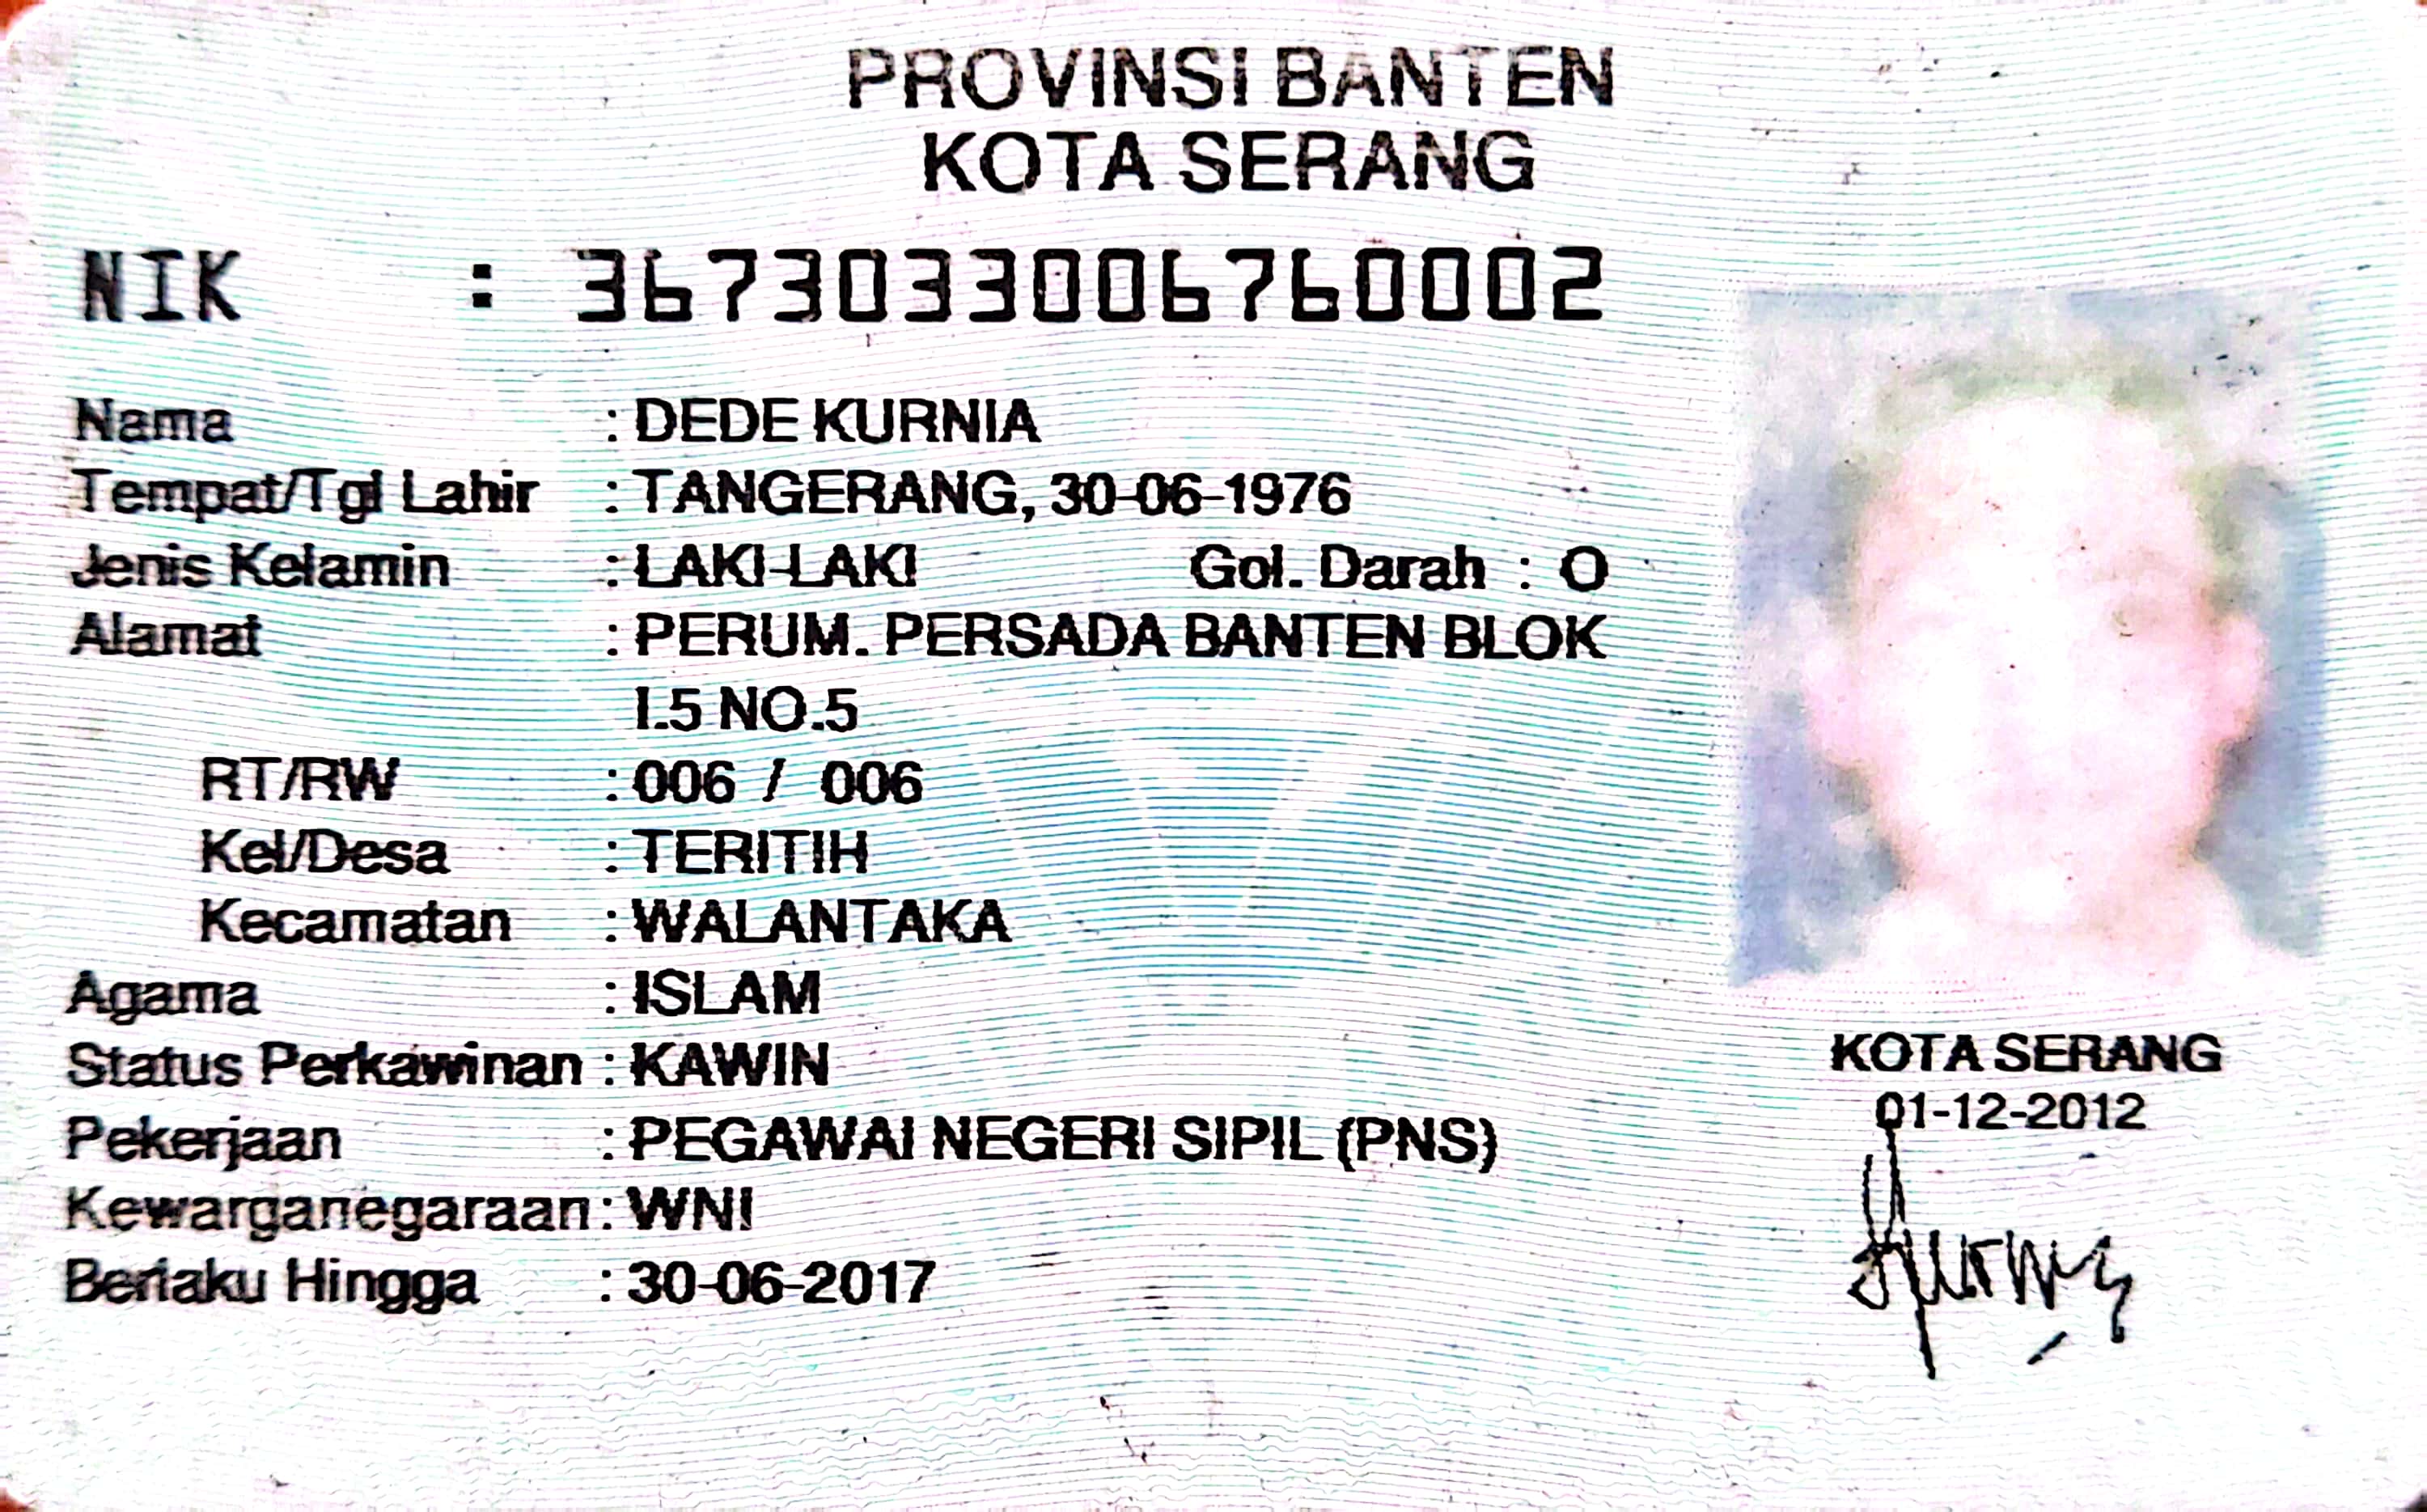 PROVINSI BANTEN
KOTA SERANG
NIK : 3673033006760002
Nama : DEDE KURNIA
Tempat/Tgl Lahir : TANGERANG, 30-06-1976
Jenis Kelamin : LAKI-LAKI Gol. Darah : O
Alamat : PERUM. PERSADA BANTEN BLOK
I.5 NO.5
RT/RW : 006 / 006
Kel/Desa : TERITIH
Kecamatan : WALANTAKA
Agama : ISLAM
Status Perkawinan : KAWIN
Pekerjaan : PEGAWAI NEGERI SIPIL (PNS)
Kewarganegaraan : WNI
Berlaku Hingga : 30-06-2017
KOTA SERANG
01-12-2012